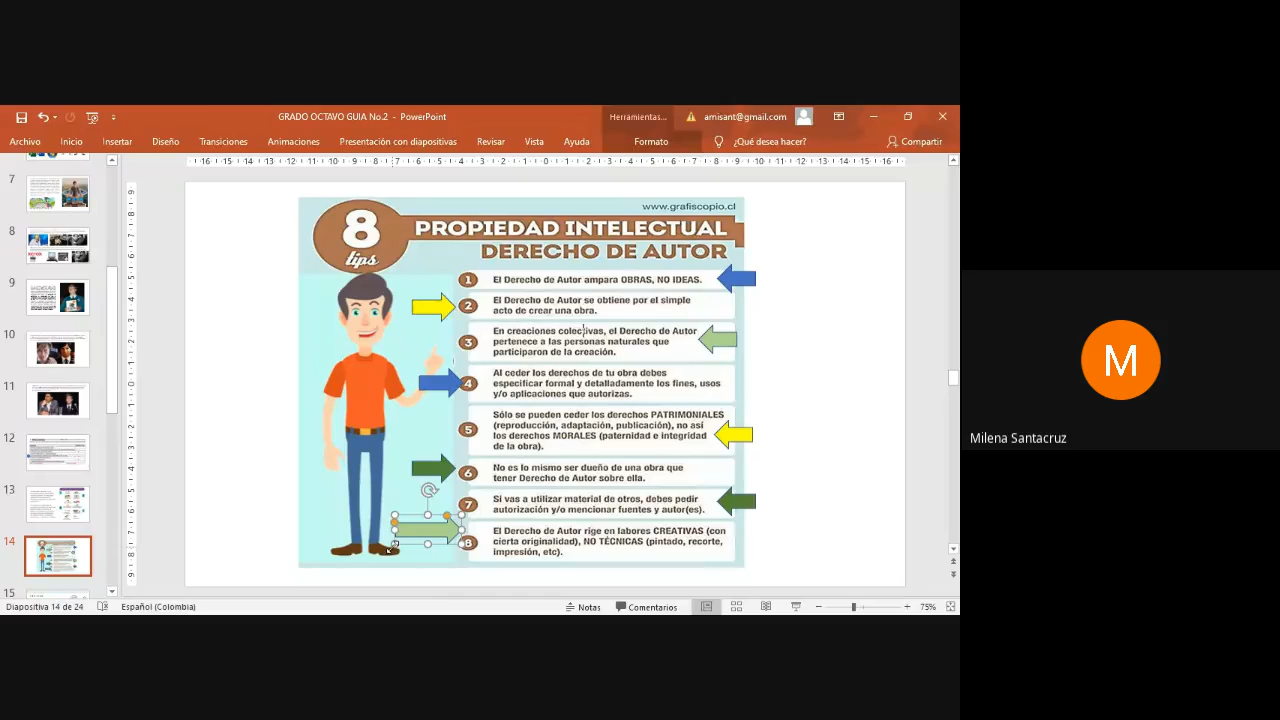 GRADO OCTAVO GUIA No.2 - PowerPoint
Herramientas...
amisant@gmail.com
Archivo
Inicio
Insertar
Diseño
Transiciones
Animaciones
Presentación con diapositivas
Revisar
Vista
Ayuda
Formato
¿Qué desea hacer?
Compartir
7
8
9
10
11
12
13
14
15
www.grafiscopio.cl
8
tips
PROPIEDAD INTELECTUAL
DERECHO DE AUTOR
1
El Derecho de Autor ampara OBRAS, NO IDEAS.
2
El Derecho de Autor se obtiene por el simple
acto de crear una obra.
3
En creaciones colectivas, el Derecho de Autor
pertenece a las personas naturales que
participaron de la creación.
4
Al ceder los derechos de tu obra debes
especificar formal y detalladamente los fines, usos
y/o aplicaciones que autorizas.
5
Sólo se pueden ceder los derechos PATRIMONIALES
(reproducción, adaptación, publicación), no así
los derechos MORALES (paternidad e integridad
de la obra).
6
No es lo mismo ser dueño de una obra que
tener Derecho de Autor sobre ella.
7
Si vas a utilizar material de otros, debes pedir
autorización y/o mencionar fuentes y autor(es).
8
El Derecho de Autor rige en labores CREATIVAS (con
cierta originalidad), NO TÉCNICAS (pintado, recorte,
impresión, etc).
Diapositiva 14 de 24
Español (Colombia)
Notas
Comentarios
75%
M
Milena Santacruz